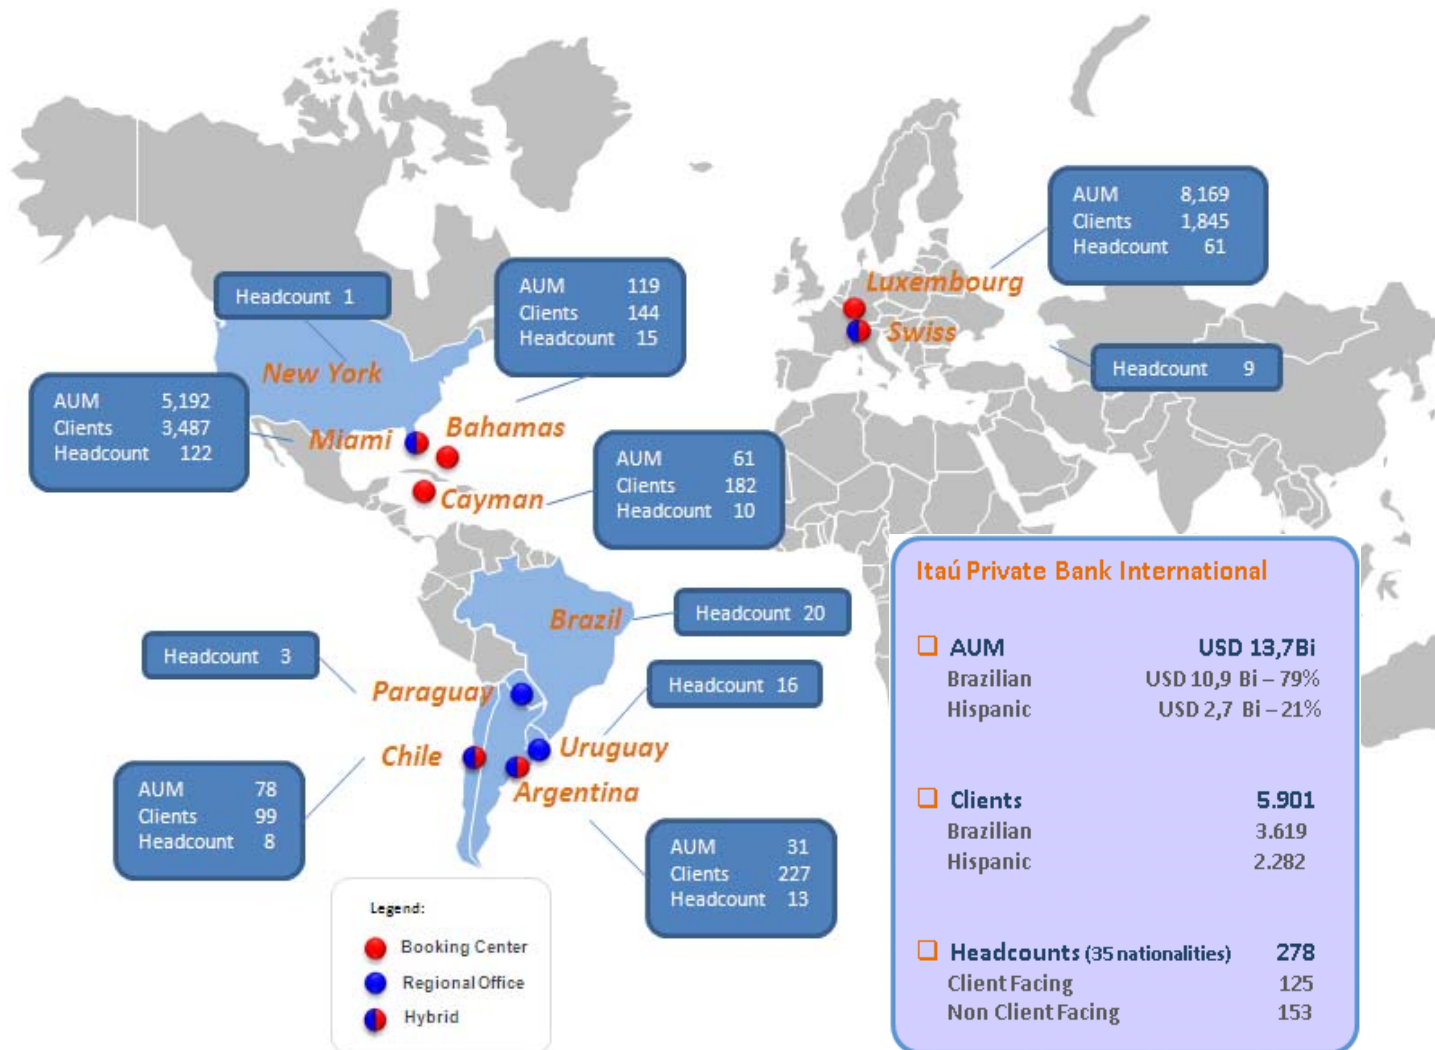 AUM 8,169
Clients 1,845
Headcount 61
Luxembourg
Swiss
Headcount 9
Headcount 1
New York
AUM 119
Clients 144
Headcount 15
Bahamas
AUM 5,192
Clients 3,487
Headcount 122
Miami
AUM 61
Clients 182
Headcount 10
Cayman
Brazil
Headcount 20
Headcount 3
Paraguay
Headcount 16
Uruguay
Chile
AUM 78
Clients 99
Headcount 8
Argentina
AUM 31
Clients 227
Headcount 13
Legend:
Booking Center
Regional Office
Hybrid
Itaú Private Bank International
AUM USD 13,7Bi
Brazilian USD 10,9 Bi – 79%
Hispanic USD 2,7 Bi – 21%
Clients 5.901
Brazilian 3.619
Hispanic 2.282
Headcounts (35 nationalities) 278
Client Facing 125
Non Client Facing 153